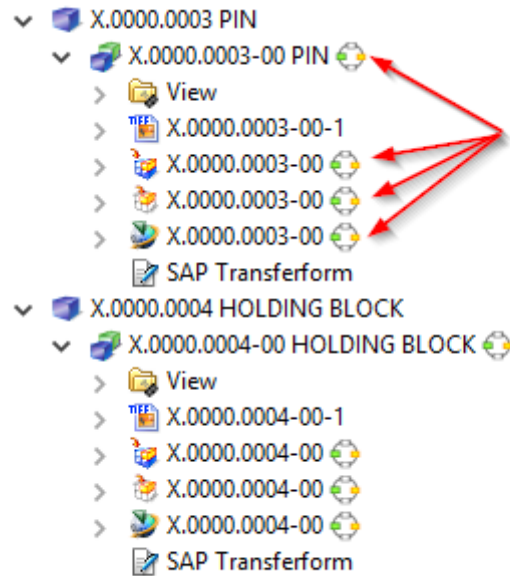 X.0000.0003 PIN
X.0000.0003-00 PIN
View
TIFF X.0000.0003-00-1
X.0000.0003-00
X.0000.0003-00
X.0000.0003-00
SAP Transferform
X.0000.0004 HOLDING BLOCK
X.0000.0004-00 HOLDING BLOCK
View
TIFF X.0000.0004-00-1
X.0000.0004-00
X.0000.0004-00
X.0000.0004-00
SAP Transferform